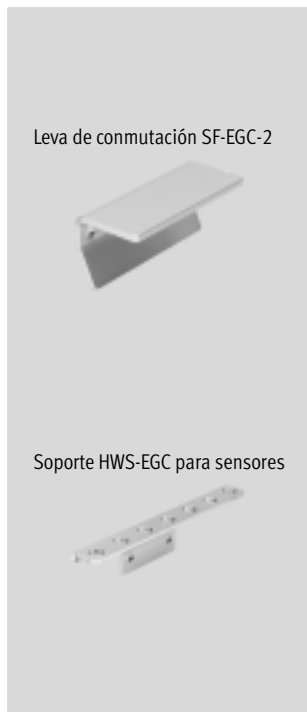 Leva de conmutación SF-EGC-2
Soporte HWS-EGC para sensores